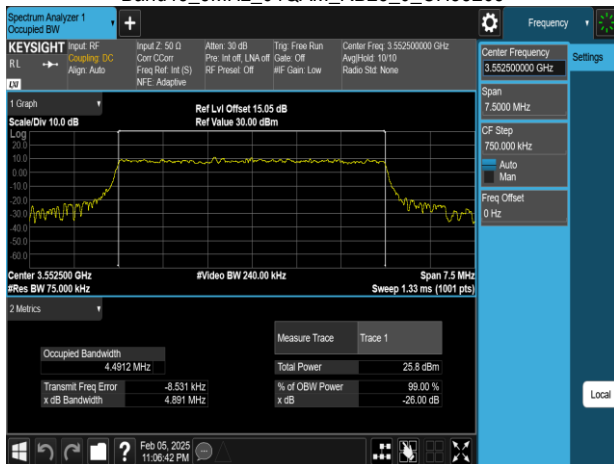 Spectrum Analyzer 1
Occupied BW
Frequency
KEYSIGHT
RL
LXI
Input: RF
Coupling: DC
Align: Auto
Input Z: 50 Ω
Corr CCorr
Freq Ref: Int (S)
NFE: Adaptive
Atten: 30 dB
Pre: Int off, LNA off
RF Presel: Off
Trig: Free Run
Gate: Off
#IF Gain: Low
Center Freq: 3.552500000 GHz
Avg|Hold: 10/10
Radio Std: None
Center Frequency
3.552500000 GHz
Settings
Span
7.5000 MHz
CF Step
750.000 kHz
Auto
Man
Freq Offset
0 Hz
Local
1 Graph
Scale/Div 10.0 dB
Ref Lvl Offset 15.05 dB
Ref Value 30.00 dBm
Log
20.0
10.0
0.00
-10.0
-20.0
-30.0
-40.0
-50.0
-60.0
Center 3.552500 GHz
#Video BW 240.00 kHz
Span 7.5 MHz
#Res BW 75.000 kHz
Sweep 1.33 ms (1001 pts)
2 Metrics
Measure Trace
Trace 1
Occupied Bandwidth
4.4912 MHz
Total Power
25.8 dBm
Transmit Freq Error
-8.531 kHz
% of OBW Power
99.00 %
x dB Bandwidth
4.891 MHz
x dB
-26.00 dB
?
Feb 05, 2025
11:06:42 PM